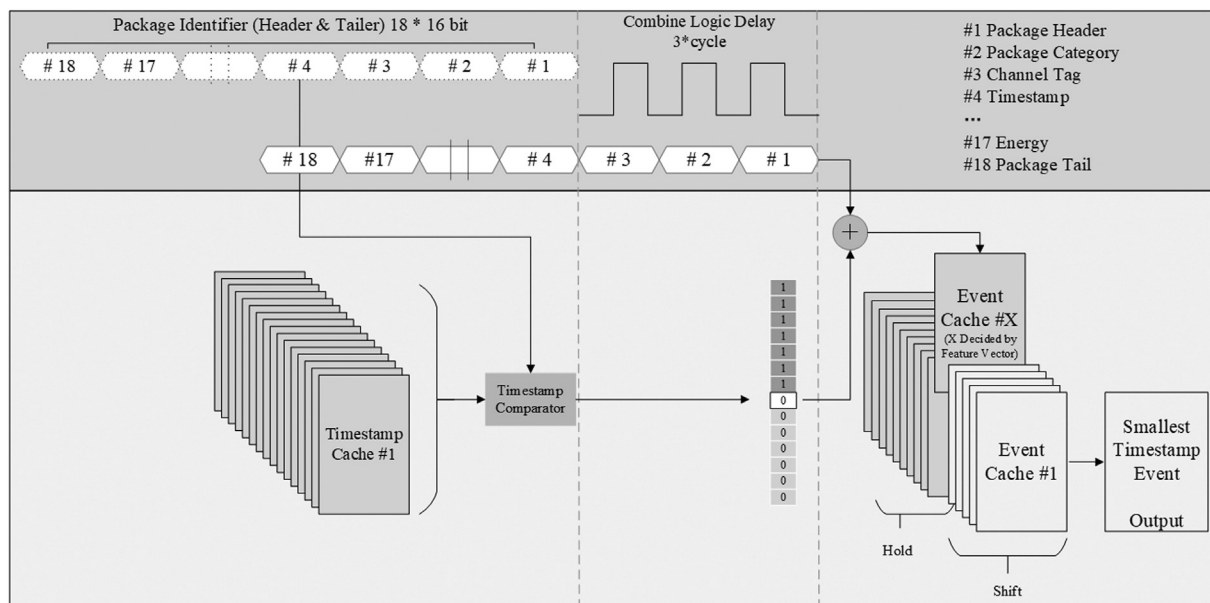 Package Identifier (Header & Tailer) 18 * 16 bit
# 18 # 17 # 4 # 3 # 2 # 1
Combine Logic Delay
3*cycle
#1 Package Header
#2 Package Category
#3 Channel Tag
#4 Timestamp
...
#17 Energy
#18 Package Tail
# 18 #17 # 4 # 3 # 2 # 1
Timestamp
Cache #1
Timestamp
Comparator
1
1
1
1
1
1
1
0
0
0
0
0
0
0
+
Event
Cache #X
(X Decided by
Feature Vector)
Event
Cache #1
Hold
Shift
Smallest
Timestamp
Event
Output